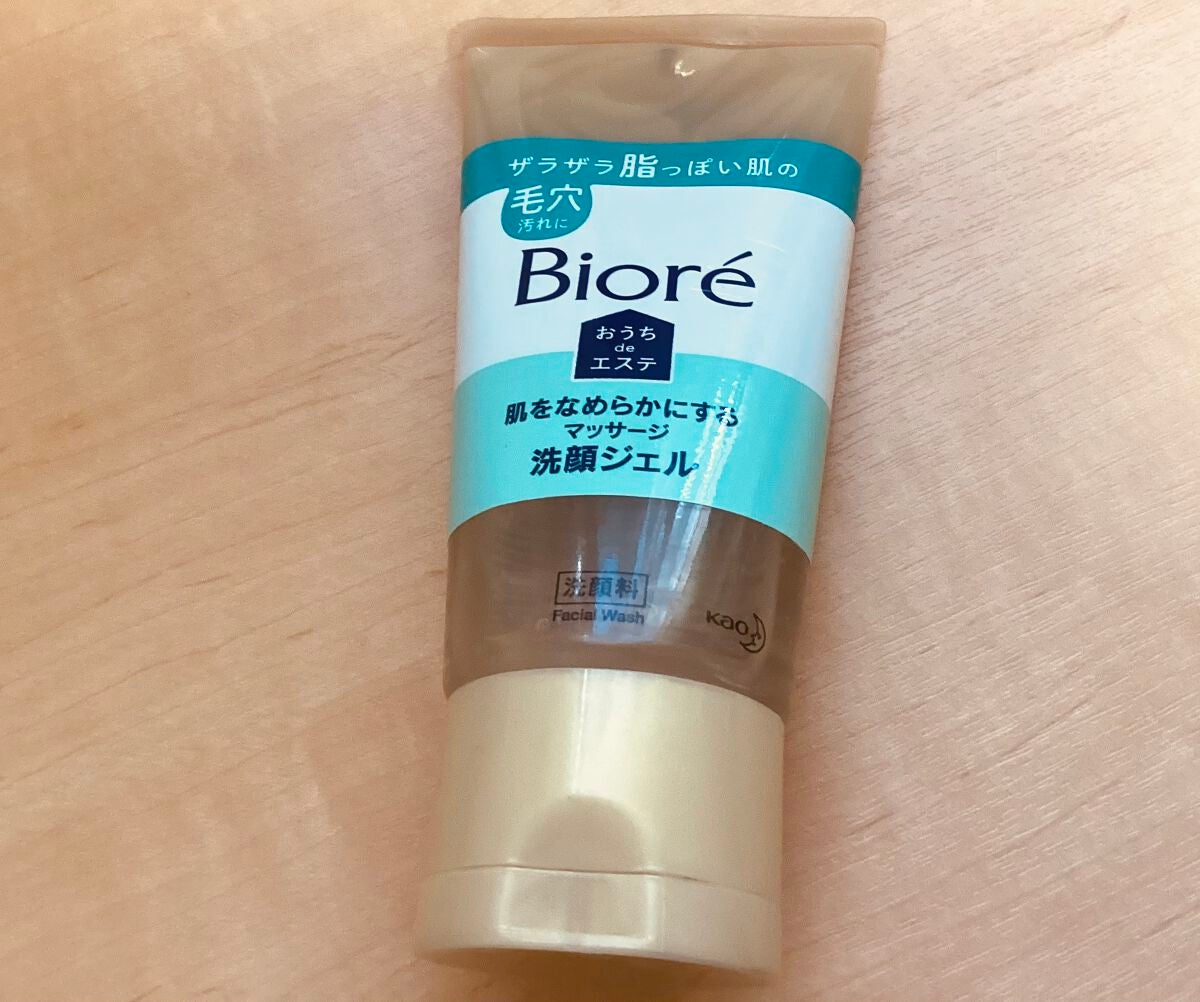 ザラザラ脂っぽい肌の
毛穴
汚れに
Bioré
おうち
de
エステ
肌をなめらかにする
マッサージ
洗顔ジェル
洗顔料
Facial Wash
Kao